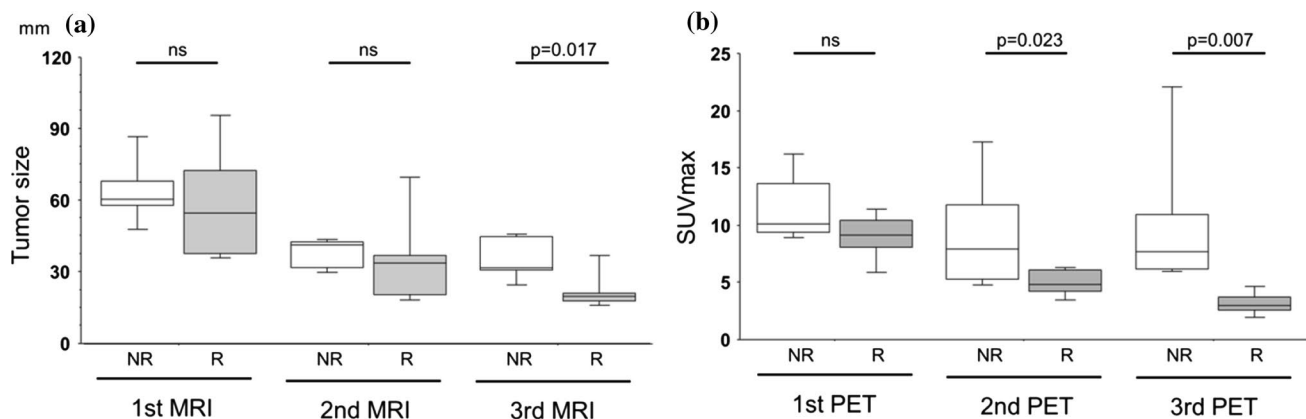 mm (a)
ns ns p=0.017
120
90
60
30
0
Tumor size
NR R NR R NR R
1st MRI 2nd MRI 3rd MRI
(b)
ns p=0.023 p=0.007
25
20
15
10
5
0
SUVmax
NR R NR R NR R
1st PET 2nd PET 3rd PET